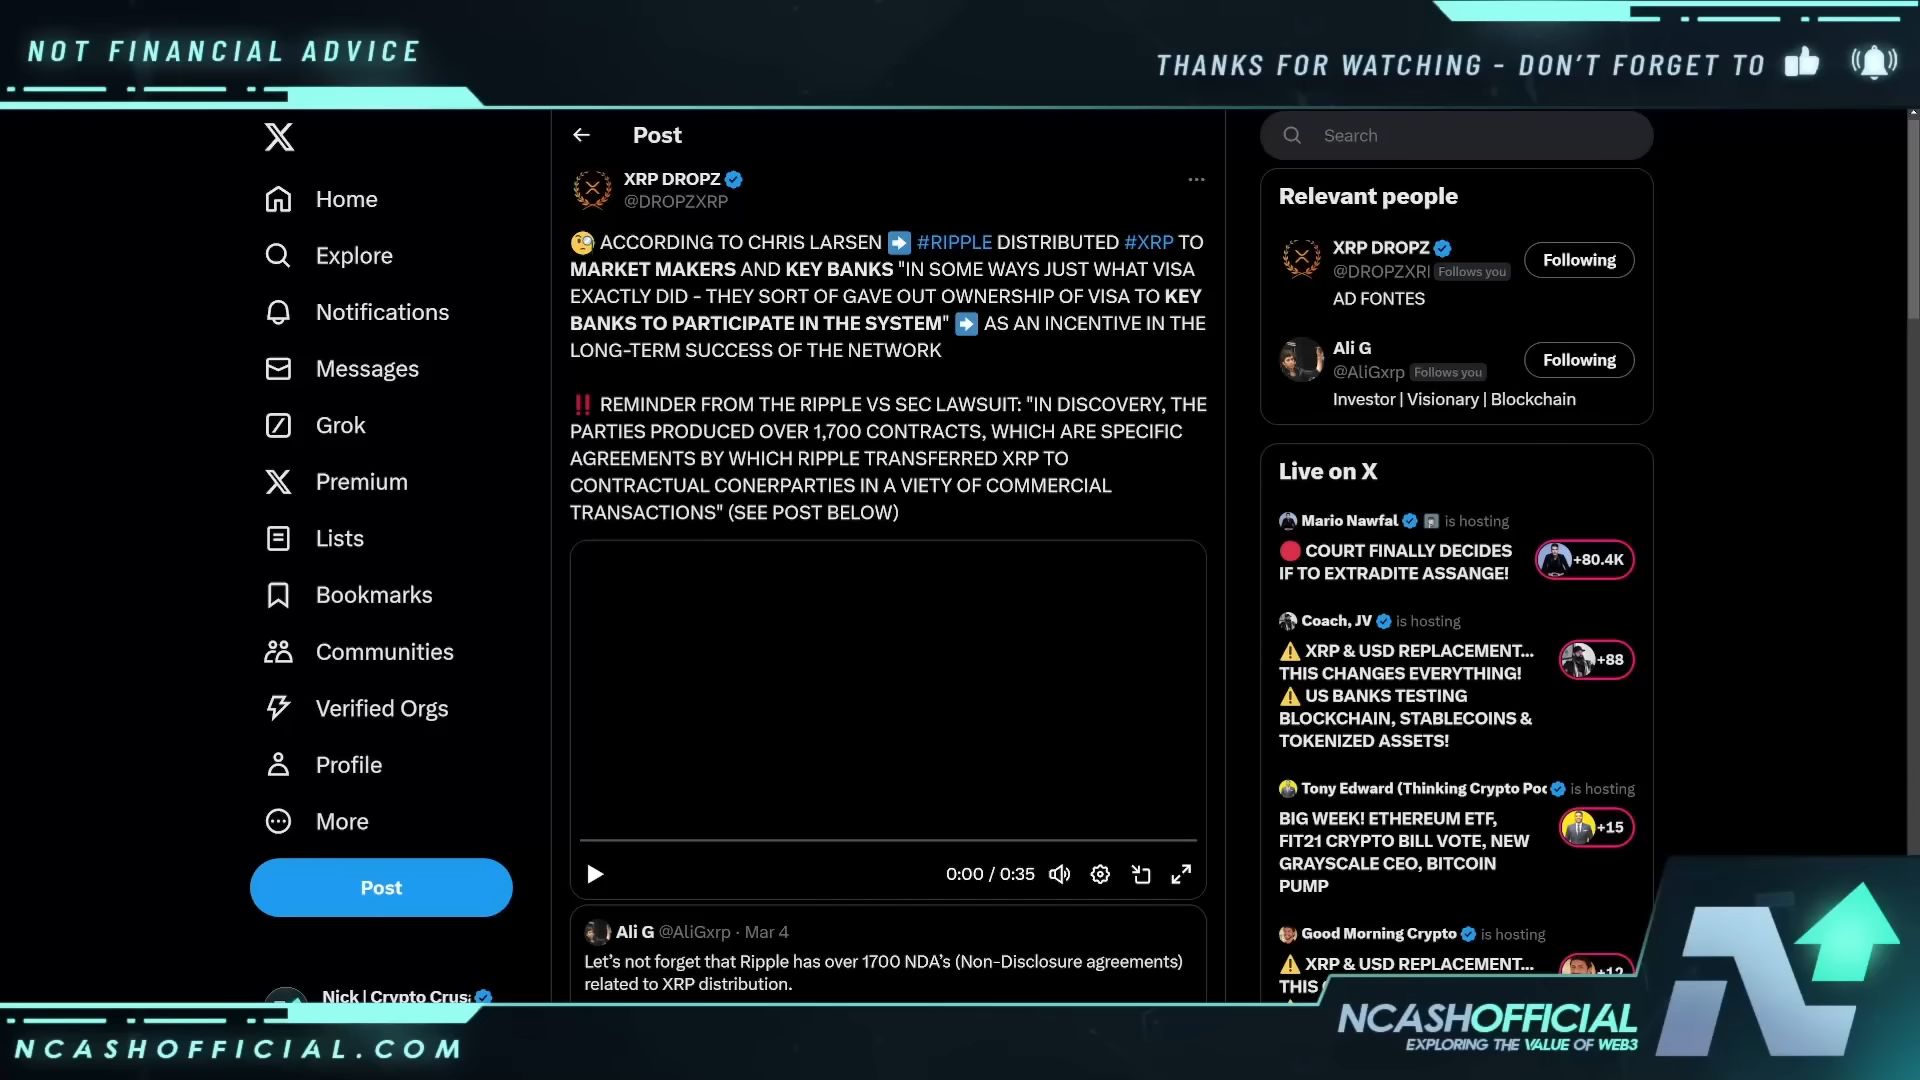 NOT FINANCIAL ADVICE
THANKS FOR WATCHING - DON'T FORGET TO
Home
Explore
Notifications
Messages
Grok
Premium
Lists
Bookmarks
Communities
Verified Orgs
Profile
More
Post
Nick | Crypto Crus
Post
XRP DROPZ
@DROPZXRP
ACCORDING TO CHRIS LARSEN ➡️ #RIPPLE DISTRIBUTED #XRP TO
MARKET MAKERS AND KEY BANKS "IN SOME WAYS JUST WHAT VISA
EXACTLY DID - THEY SORT OF GAVE OUT OWNERSHIP OF VISA TO KEY
BANKS TO PARTICIPATE IN THE SYSTEM" ➡️ AS AN INCENTIVE IN THE
LONG-TERM SUCCESS OF THE NETWORK
‼️ REMINDER FROM THE RIPPLE VS SEC LAWSUIT: "IN DISCOVERY, THE
PARTIES PRODUCED OVER 1,700 CONTRACTS, WHICH ARE SPECIFIC
AGREEMENTS BY WHICH RIPPLE TRANSFERRED XRP TO
CONTRACTUAL CONERPARTIES IN A VIETY OF COMMERCIAL
TRANSACTIONS" (SEE POST BELOW)
0:00 / 0:35
Ali G @AliGxrp · Mar 4
Let's not forget that Ripple has over 1700 NDA's (Non-Disclosure agreements)
related to XRP distribution.
Search
Relevant people
XRP DROPZ
@DROPZXRI Follows you
Following
AD FONTES
Ali G
@AliGxrp Follows you
Following
Investor | Visionary | Blockchain
Live on X
Mario Nawfal is hosting
COURT FINALLY DECIDES
IF TO EXTRADITE ASSANGE!
+80.4K
Coach, JV is hosting
⚠️ XRP & USD REPLACEMENT...
THIS CHANGES EVERYTHING!
⚠️ US BANKS TESTING
BLOCKCHAIN, STABLECOINS &
TOKENIZED ASSETS!
+88
Tony Edward (Thinking Crypto Poc is hosting
BIG WEEK! ETHEREUM ETF,
FIT21 CRYPTO BILL VOTE, NEW
GRAYSCALE CEO, BITCOIN
PUMP
+15
Good Morning Crypto is hosting
⚠️ XRP & USD REPLACEMENT...
THIS
+12
NCASHOFFICIAL.COM
NCASHOFFICIAL
EXPLORING THE VALUE OF WEB3